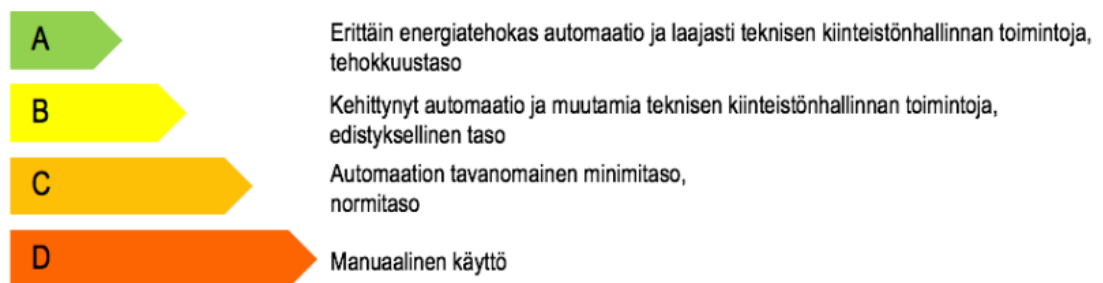 A
Erittäin energiatehokas automaatio ja laajasti teknisen kiinteistönhallinnan toimintoja,
tehokkuustaso
B
Kehittynyt automaatio ja muutamia teknisen kiinteistönhallinnan toimintoja,
edistyksellinen taso
C
Automaation tavanomainen minimitaso,
normitaso
D
Manuaalinen käyttö